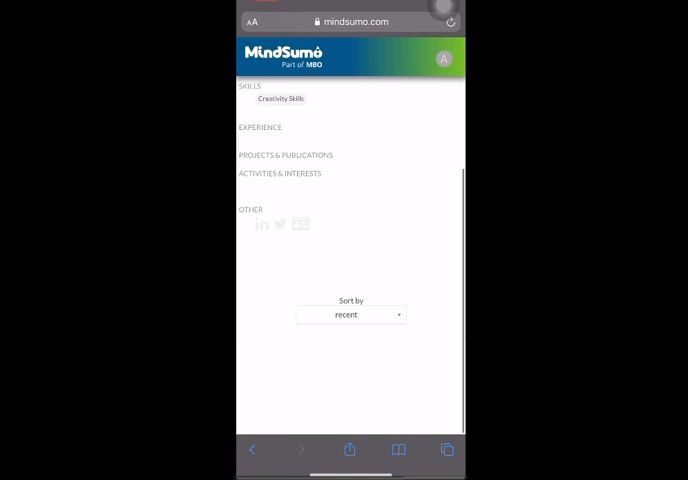 AA mindsumo.com
MindSumo
Part of MBO
A
SKILLS
Creativity Skills
EXPERIENCE
PROJECTS & PUBLICATIONS
ACTIVITIES & INTERESTS
OTHER
in
Sort by
recent